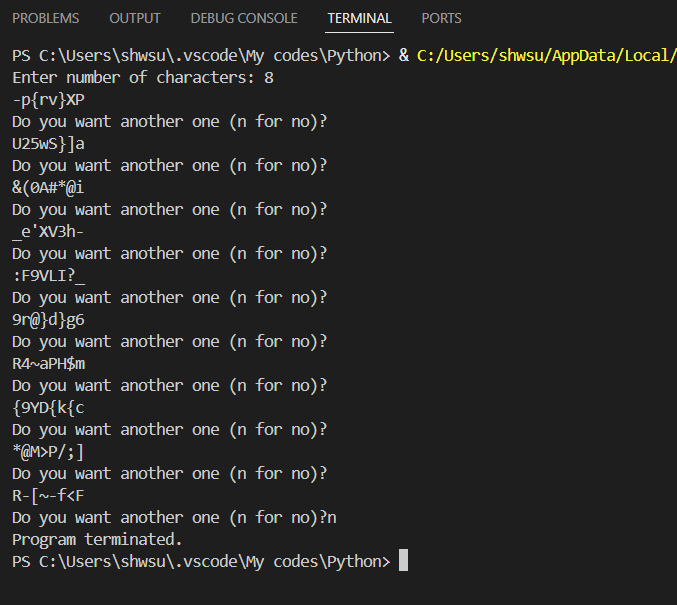 PROBLEMS OUTPUT DEBUG CONSOLE TERMINAL PORTS
PS C:\Users\shwsu\.vscode\My codes\Python> & C:/Users/shwsu/AppData/Local/
Enter number of characters: 8
-p{rv}XP
Do you want another one (n for no)?
U25wS}]a
Do you want another one (n for no)?
&(0A#*@i
Do you want another one (n for no)?
_e'XV3h-
Do you want another one (n for no)?
:F9VLI?_
Do you want another one (n for no)?
9r@}d}g6
Do you want another one (n for no)?
R4~aPH$m
Do you want another one (n for no)?
{9YD{k{c
Do you want another one (n for no)?
*@M>P/;]
Do you want another one (n for no)?
R-[~-f<F
Do you want another one (n for no)?n
Program terminated.
PS C:\Users\shwsu\.vscode\My codes\Python>